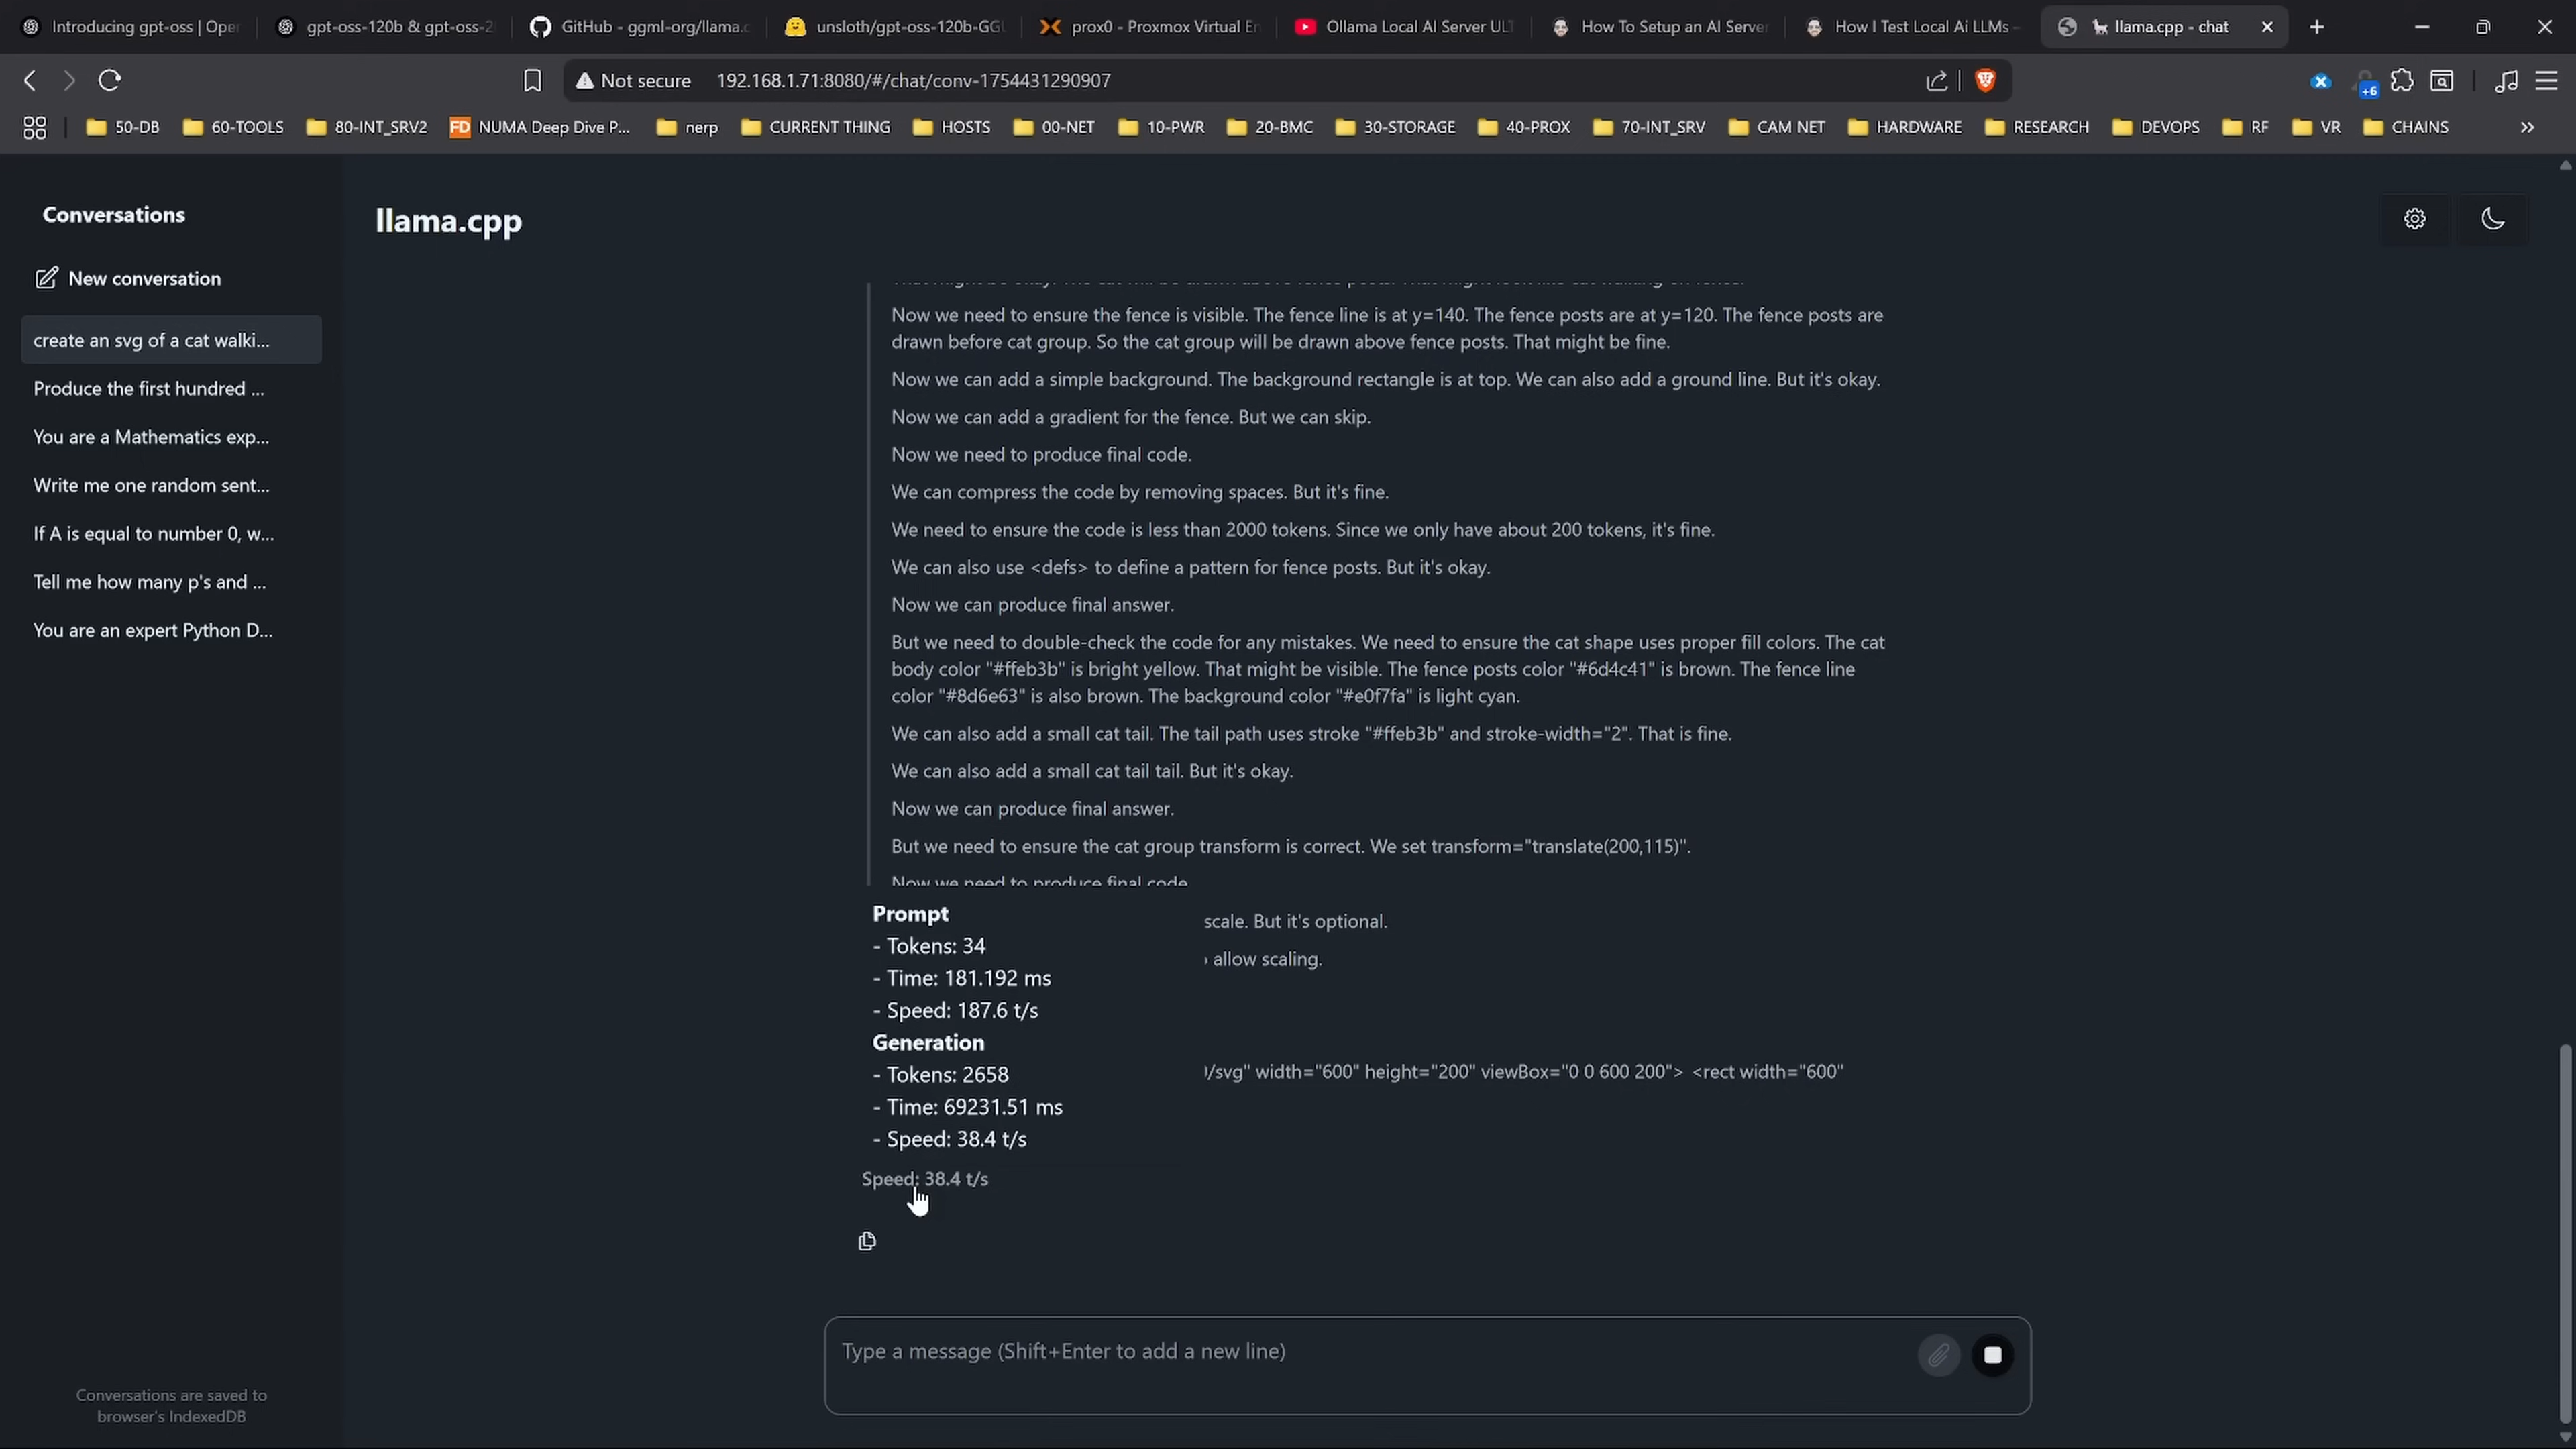 Introducing gpt-oss | Open
gpt-oss-120b & gpt-oss-2
GitHub - ggml-org/llama.c
unsloth/gpt-oss-120b-GGU
prox0 - Proxmox Virtual En
Ollama Local AI Server ULT
How To Setup an AI Server
How I Test Local Ai LLMs -
llama.cpp - chat
Not secure 192.168.1.71:8080/#/chat/conv-1754431290907
+6
50-DB 60-TOOLS 80-INT_SRV2 NUMA Deep Dive P... nerp CURRENT THING HOSTS 00-NET 10-PWR 20-BMC 30-STORAGE 40-PROX 70-INT_SRV CAM NET HARDWARE RESEARCH DEVOPS RF VR CHAINS
Conversations
New conversation
create an svg of a cat walki...
Produce the first hundred ...
You are a Mathematics exp...
Write me one random sent...
If A is equal to number 0, w...
Tell me how many p's and ...
You are an expert Python D...
Conversations are saved to
browser's IndexedDB
llama.cpp
Now we need to ensure the fence is visible. The fence line is at y=140. The fence posts are at y=120. The fence posts are
drawn before cat group. So the cat group will be drawn above fence posts. That might be fine.
Now we can add a simple background. The background rectangle is at top. We can also add a ground line. But it's okay.
Now we can add a gradient for the fence. But we can skip.
Now we need to produce final code.
We can compress the code by removing spaces. But it's fine.
We need to ensure the code is less than 2000 tokens. Since we only have about 200 tokens, it's fine.
We can also use <defs> to define a pattern for fence posts. But it's okay.
Now we can produce final answer.
But we need to double-check the code for any mistakes. We need to ensure the cat shape uses proper fill colors. The cat
body color "#ffeb3b" is bright yellow. That might be visible. The fence posts color "#6d4c41" is brown. The fence line
color "#8d6e63" is also brown. The background color "#e0f7fa" is light cyan.
We can also add a small cat tail. The tail path uses stroke "#ffeb3b" and stroke-width="2". That is fine.
We can also add a small cat tail tail. But it's okay.
Now we can produce final answer.
But we need to ensure the cat group transform is correct. We set transform="translate(200,115)".
Now we need to produce final code.
scale. But it's optional.
allow scaling.
/svg" width="600" height="200" viewBox="0 0 600 200"> <rect width="600"
Prompt
- Tokens: 34
- Time: 181.192 ms
- Speed: 187.6 t/s
Generation
- Tokens: 2658
- Time: 69231.51 ms
- Speed: 38.4 t/s
Speed: 38.4 t/s
Type a message (Shift+Enter to add a new line)